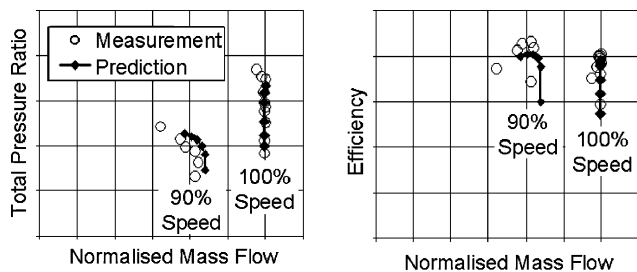 Total Pressure Ratio
Measurement
Prediction
90%
Speed
100%
Speed
Normalised Mass Flow
Efficiency
90%
Speed
100%
Speed
Normalised Mass Flow